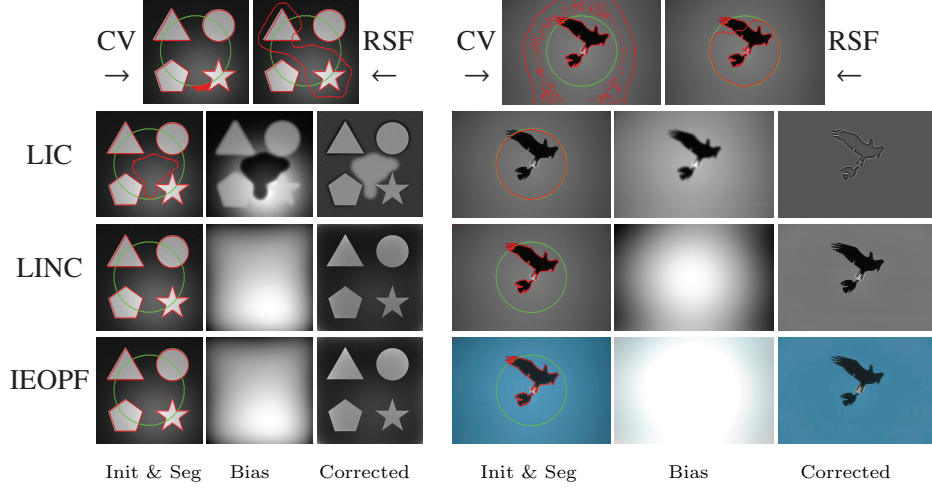 CV RSF CV RSF
→ ← → ←
LIC
LINC
IEOPF
Init & Seg Bias Corrected Init & Seg Bias Corrected